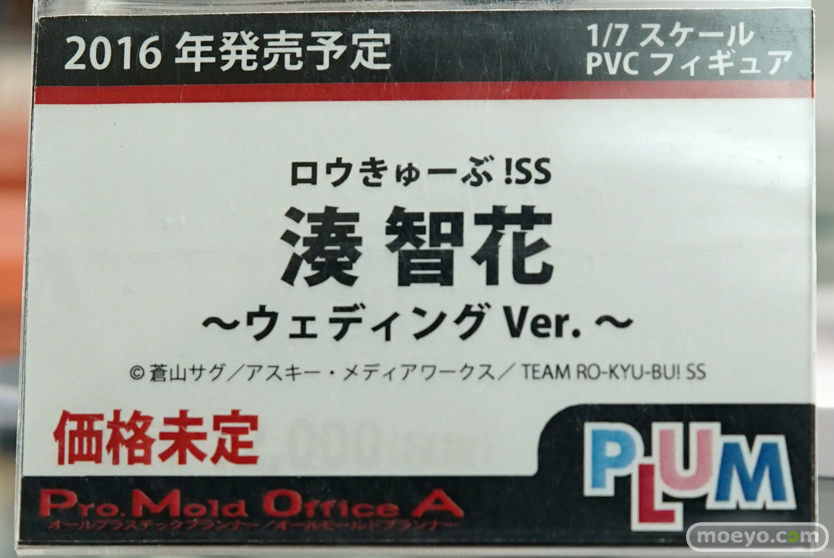 2016 年発売予定
1/7 スケール
PVC フィギュア
ロウきゅーぶ !SS
湊 智花
～ウェディング Ver. ～
© 蒼山サグ／アスキー・メディアワークス／ TEAM RO-KYU-BU! SS
価格未定
PLUM
Pro. Mold Office A
オールプラスチックプランナー／オールモールドプランナー
moeyo.com